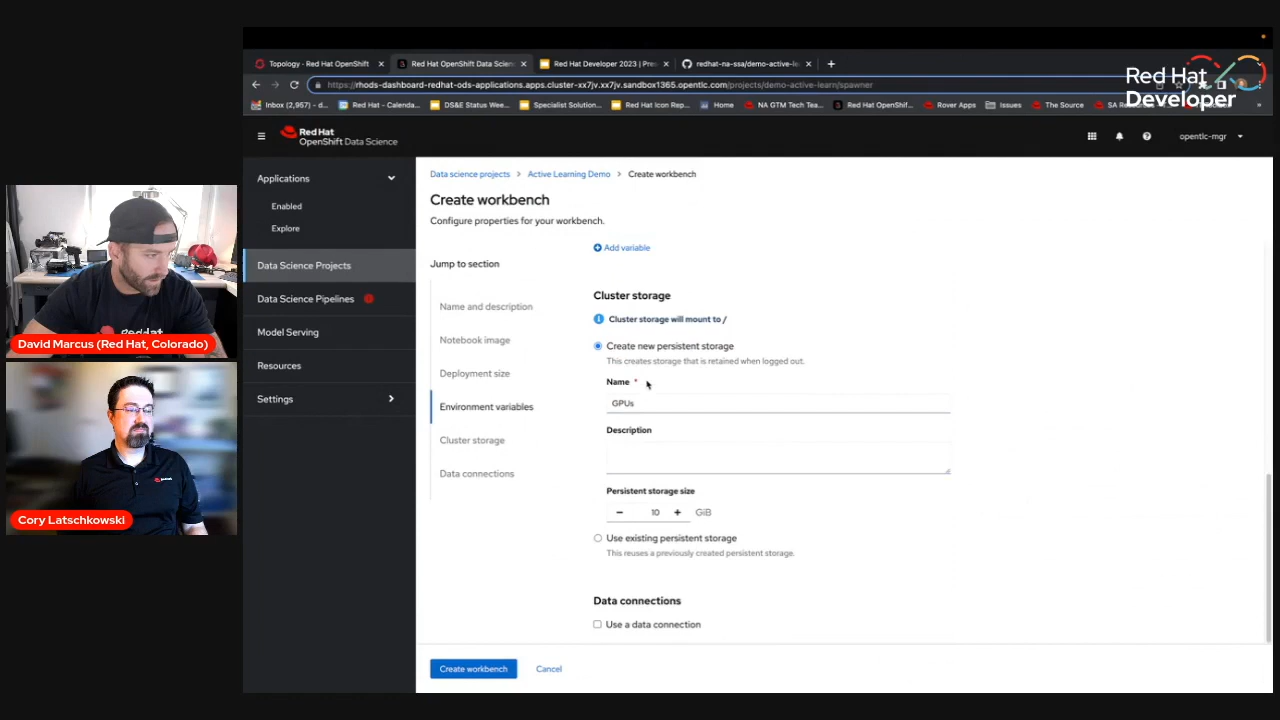 Topology - Red Hat OpenShift
Red Hat OpenShift Data Scien
Red Hat Developer 2023 | Pre
redhat-na-ssa/demo-active-le
https://rhods-dashboard-redhat-ods-applications.apps.cluster-xx7jv.xx7jv.sandbox1365.opentlc.com/projects/demo-active-learn/spawner
Red Hat
Developer
Inbox (2,957) - d...
Red Hat - Calenda...
DS&E Status Wee...
Specialist Solution...
Red Hat Icon Rep...
Home
NA GTM Tech Tea...
Red Hat OpenShif...
Rover Apps
Issues
The Source
Red Hat
OpenShift Data Science
opentlc-mgr
Applications
Enabled
Explore
Data Science Projects
Data Science Pipelines
Model Serving
Resources
Settings
Data science projects > Active Learning Demo > Create workbench
Create workbench
Configure properties for your workbench.
Jump to section
Name and description
Notebook image
Deployment size
Environment variables
Cluster storage
Data connections
Add variable
Cluster storage
Cluster storage will mount to /
Create new persistent storage
This creates storage that is retained when logged out.
Name *
GPUs
Description
Persistent storage size
− 10 + GiB
Use existing persistent storage
This reuses a previously created persistent storage.
Data connections
Use a data connection
Create workbench
Cancel
RedHat
David Marcus (Red Hat, Colorado)
Cory Latschkowski